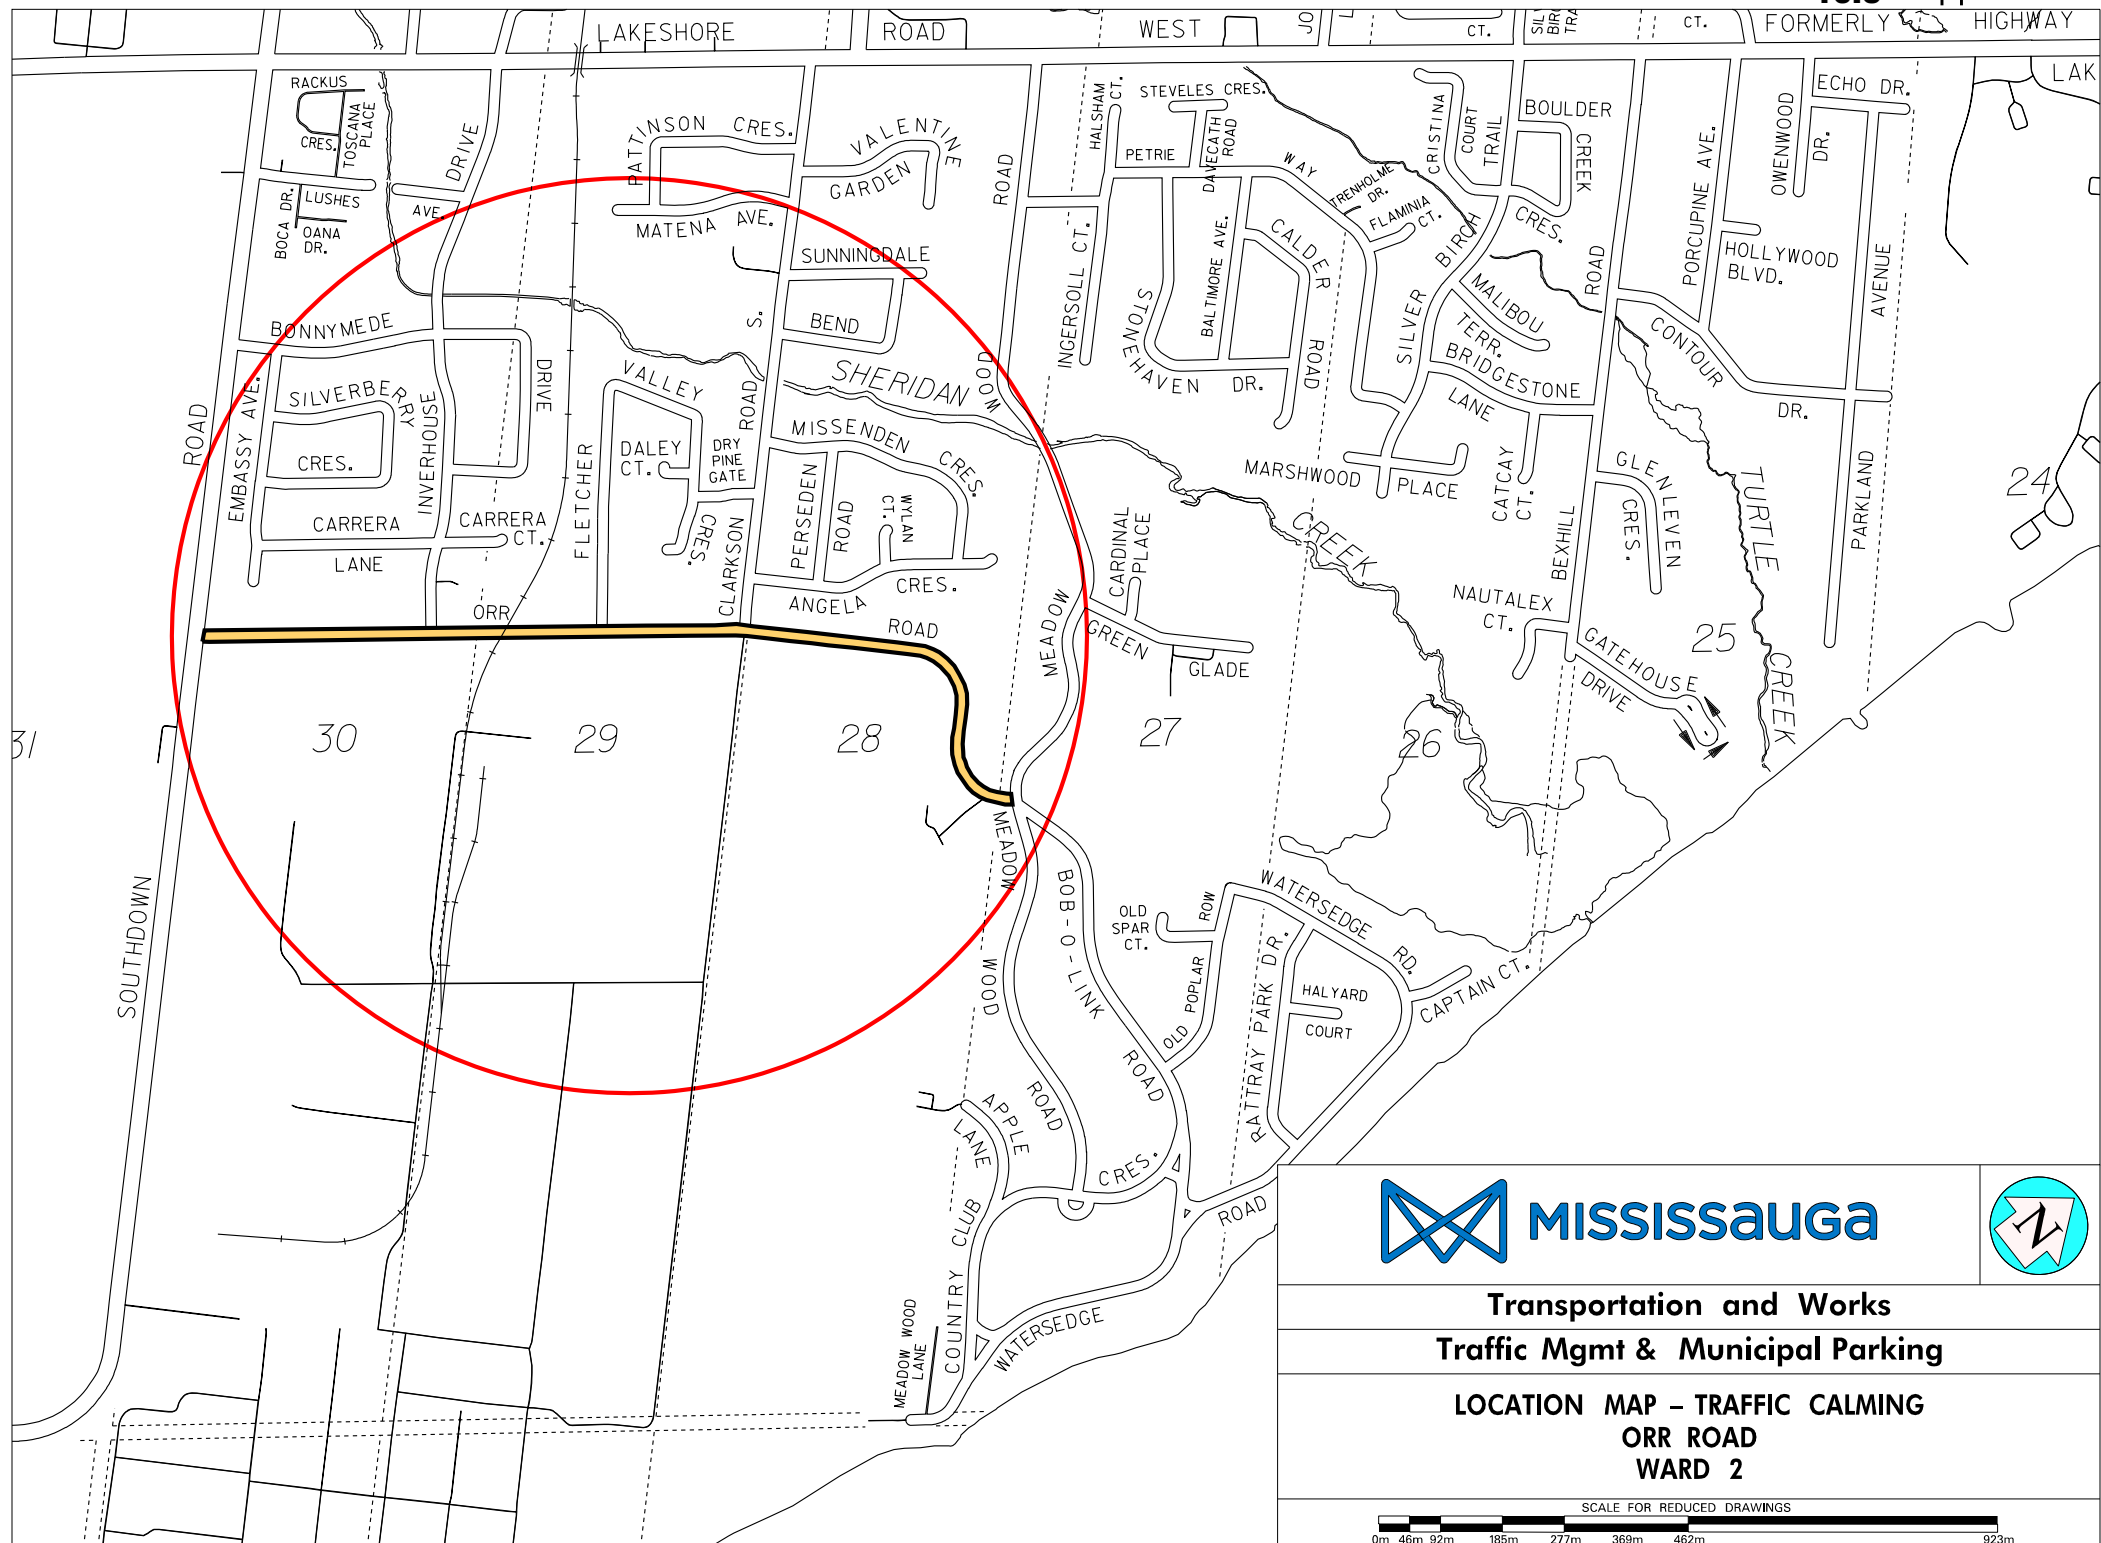 LAKESHORE ROAD WEST
CT.
CT.
FORMERLY HIGHWAY
RACKUS
CRES.
TOSCANA
PLACE
DRIVE
PATTINSON CRES.
VALENTINE
GARDEN
ROAD
HALSHAM
CT.
STEVELES CRES.
DAVECATH
ROAD
PETRIE WAY
CRISTINA
COURT
TRAIL
BOULDER
CREEK
CRES.
PORCUPINE AVE.
OWENWOOD
DR.
ECHO DR.
LUSHES
AVE.
BOCA DR.
OANA
DR.
MATENA AVE.
SUNNINGDALE
BEND
TRENHOLME
DR.
FLAMINIA
CT.
SILVER BIRCH
HOLLYWOOD
BLVD.
AVENUE
PARKLAND
INGERSOLL CT.
STONEHAVEN DR.
BALTIMORE AVE.
CALDER
ROAD
MALIBOU
TERR.
BRIDGESTONE
LANE
ROAD
BEXHILL
CONTOUR
DR.
BONNYMEDE
DRIVE
SILVERBERRY
CRES.
EMBASSY AVE.
INVERHOUSE
CARRERA
LANE
CARRERA
CT.
FLETCHER
VALLEY
CRES.
DALEY
CT.
DRY
PINE
GATE
CLARKSON
ROAD
S.
SHERIDAN
CREEK
MISSENDEN
CRES.
PERSEDEN
ROAD
WYLAN
CT.
ANGELA
CRES.
WOOD
MEADOW
MARSHWOOD PLACE
CATCAY
CT.
GLENLEVEN
CRES.
TURTLE
CREEK
24
25
CARDINAL
PLACE
GREEN
GLADE
NAUTALEX
CT.
GATEHOUSE
DRIVE
ORR
ROAD
31
30
29
28
27
26
ROAD
SOUTHDOWN
MEADOW
WOOD
ROAD
BOB-O-LINK
ROAD
OLD
SPAR
CT.
OLD POPLAR ROW
WATERSEDGE
RD.
CAPTAIN CT.
HALYARD
COURT
RATTRAY PARK DR.
APPLE
LANE
CRES.
COUNTRY CLUB
MEADOW WOOD
LANE
WATERSEDGE
ROAD
MISSISSAUGA
N
Transportation and Works
Traffic Mgmt & Municipal Parking
LOCATION MAP – TRAFFIC CALMING
ORR ROAD
WARD 2
SCALE FOR REDUCED DRAWINGS
0m 46m 92m 185m 277m 369m 462m 923m